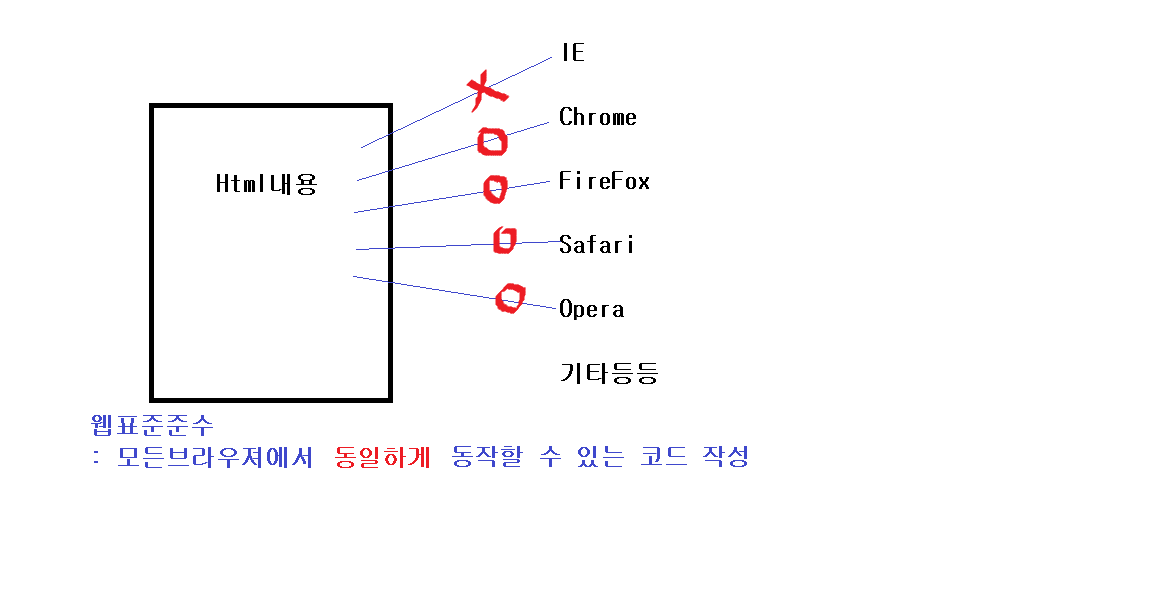 IE
Chrome
Html내용
FireFox
Safari
Opera
기타등등
웹표준준수
: 모든브라우져에서 동일하게 동작할 수 있는 코드 작성